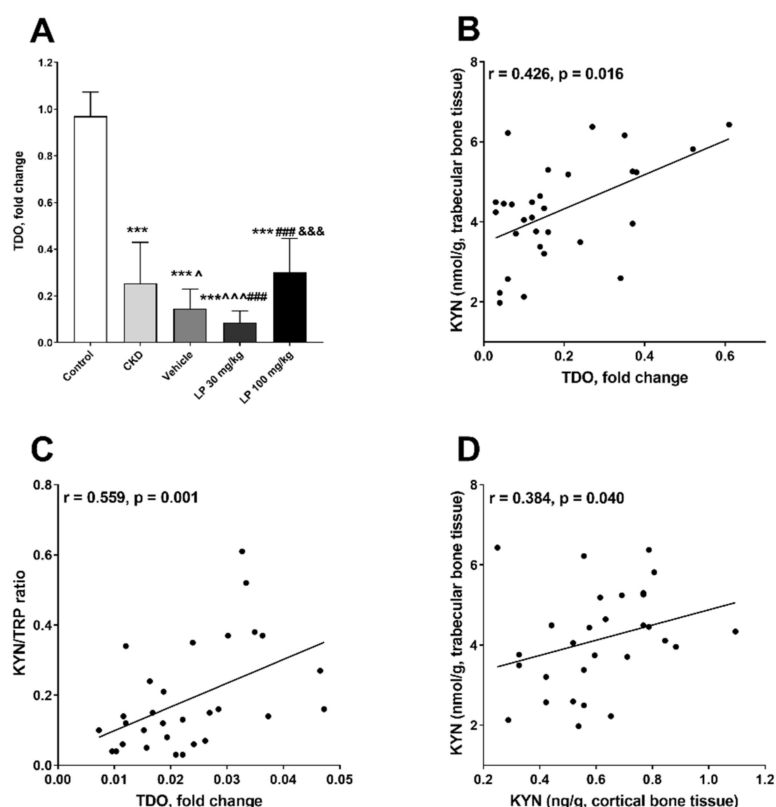 A
TDO, fold change
1.2
1.0
0.8
0.6
0.4
0.2
0.0
***
*** ^
***^^^###
*** ### &&&
Control
CKD
Vehicle
LP 30 mg/kg
LP 100 mg/kg
B
r = 0.426, p = 0.016
KYN (nmol/g, trabecular bone tissue)
8
6
4
2
0.0 0.2 0.4 0.6
TDO, fold change
C
r = 0.559, p = 0.001
KYN/TRP ratio
0.8
0.6
0.4
0.2
0.0
0.00 0.01 0.02 0.03 0.04 0.05
TDO, fold change
D
r = 0.384, p = 0.040
KYN (nmol/g, trabecular bone tissue)
8
6
4
2
0.2 0.4 0.6 0.8 1.0 1.2
KYN (ng/g, cortical bone tissue)